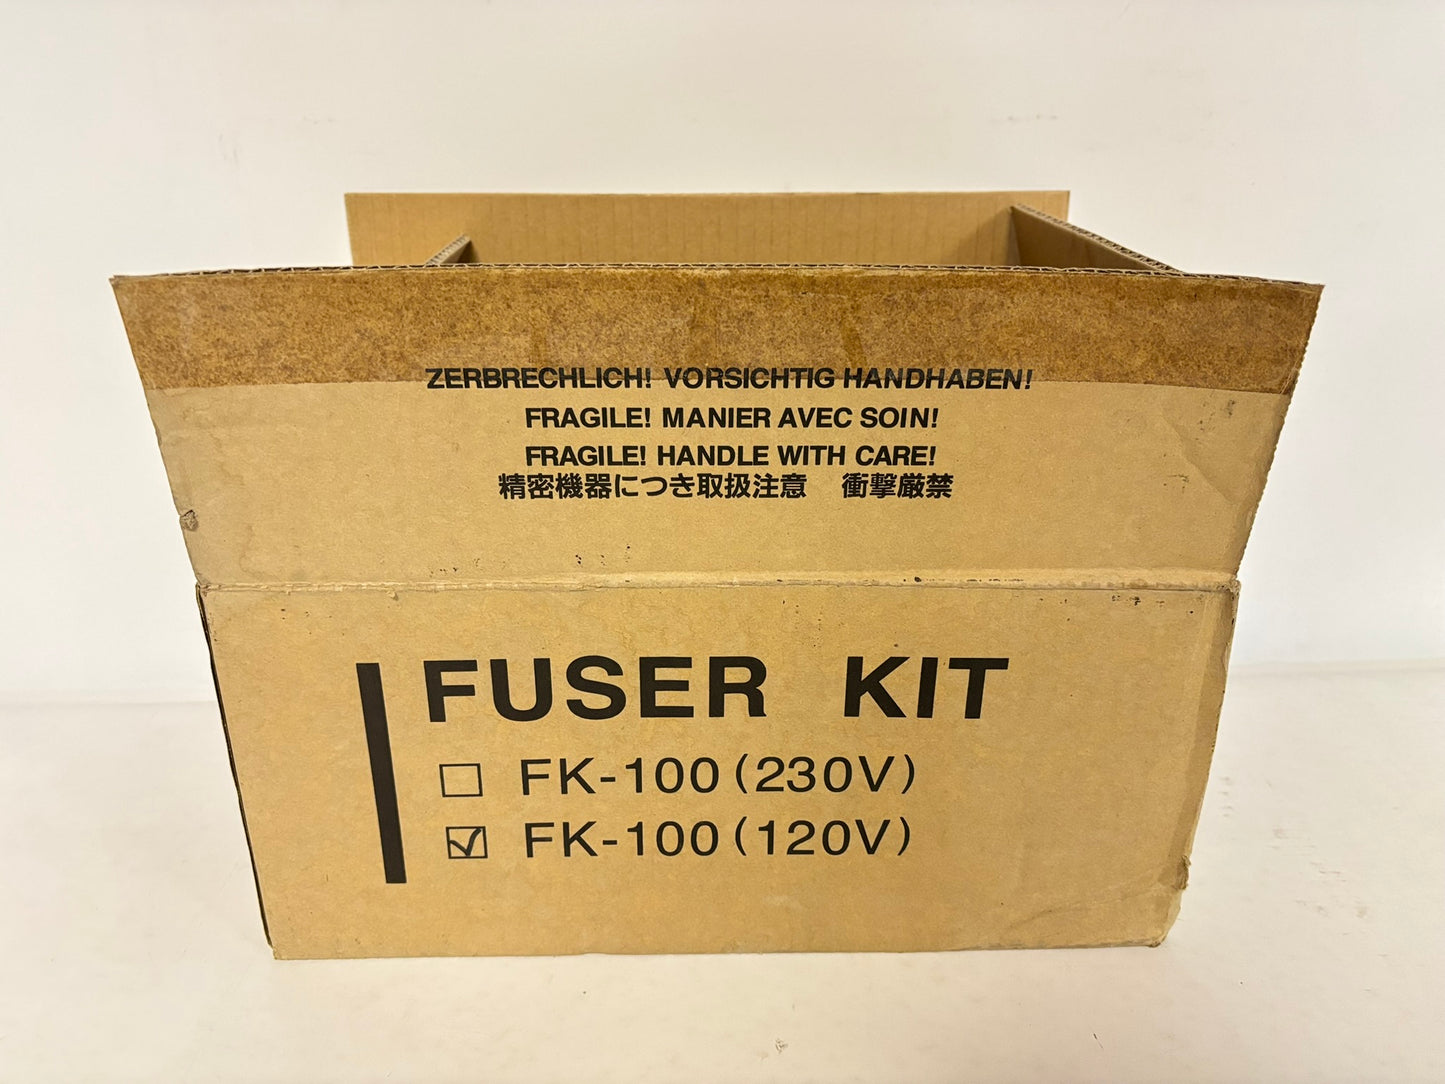 ZERBRECHLICH! VORSICHTIG HANDHABEN!
FRAGILE! MANIER AVEC SOIN!
FRAGILE! HANDLE WITH CARE!
精密機器につき取扱注意　衝撃厳禁
FUSER KIT
FK-100 (230V)
FK-100 (120V)